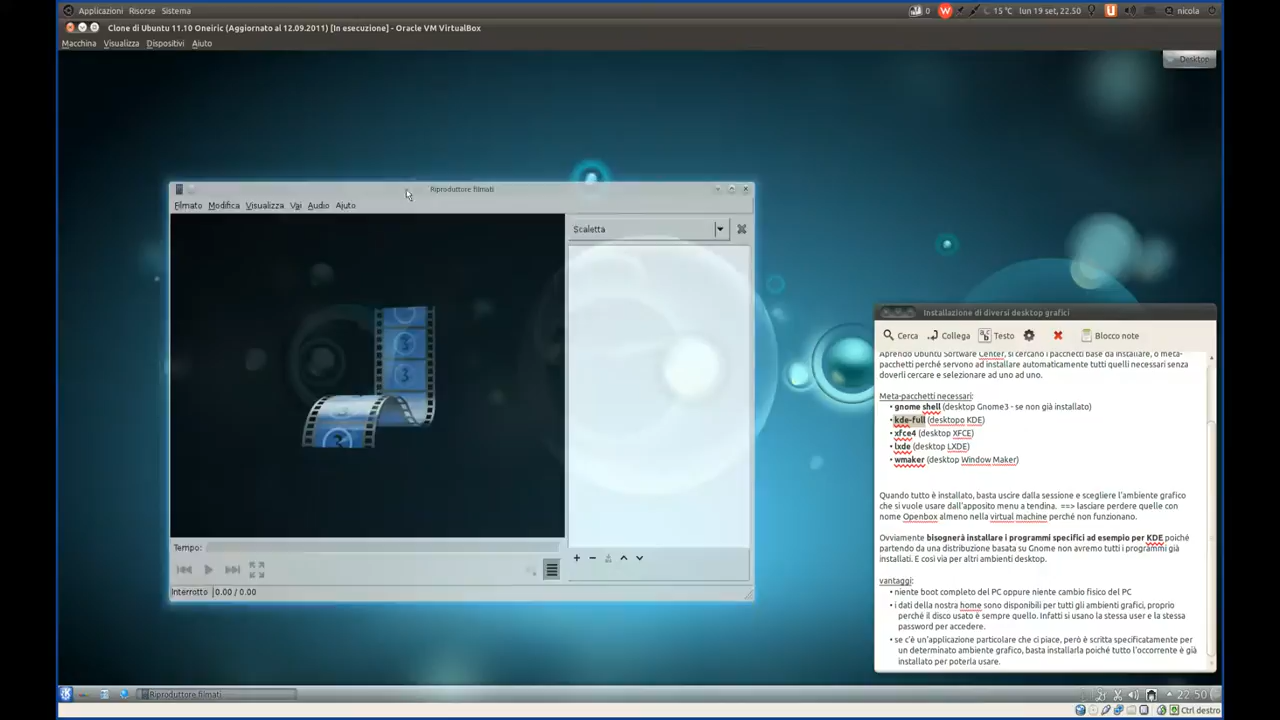 Applicazioni Risorse Sistema
0 15 °C lun 19 set, 22.50 nicola
Clone di Ubuntu 11.10 Oneiric (Aggiornato al 12.09.2011) [In esecuzione] - Oracle VM VirtualBox
Macchina Visualizza Dispositivi Aiuto
Desktop
Riproduttore filmati
Filmato Modifica Visualizza Vai Audio Aiuto
Scaletta
Tempo:
Interrotto 0.00 / 0.00
Installazione di diversi desktop grafici
Cerca Collega Testo Blocco note
Aprendo Ubuntu Software Center, si cercano i pacchetti base da installare, o meta-
pacchetti perché servono ad installare automaticamente tutti quelli necessari senza
doverli cercare e selezionare ad uno ad uno.
Meta-pacchetti necessari:
• gnome shell (desktop Gnome3 - se non già installato)
• kde-full (desktopo KDE)
• xfce4 (desktop XFCE)
• lxde (desktop LXDE)
• wmaker (desktop Window Maker)
Quando tutto è installato, basta uscire dalla sessione e scegliere l'ambiente grafico
che si vuole usare dall'apposito menu a tendina. ==> lasciare perdere quelle con
nome Openbox almeno nella virtual machine perché non funzionano.
Ovviamente bisognerà installare i programmi specifici ad esempio per KDE poiché
partendo da una distribuzione basata su Gnome non avremo tutti i programmi già
installati. E così via per altri ambienti desktop.
vantaggi:
• niente boot completo del PC oppure niente cambio fisico del PC
• i dati della nostra home sono disponibili per tutti gli ambienti grafici, proprio
perché il disco usato è sempre quello. Infatti si usano la stessa user e la stessa
password per accedere.
• se c'è un'applicazione particolare che ci piace, però è scritta specificatamente per
un determinato ambiente grafico, basta installarla poiché tutto l'occorrente è già
installato per poterla usare.
Riproduttore filmati
22 50
Ctrl destro